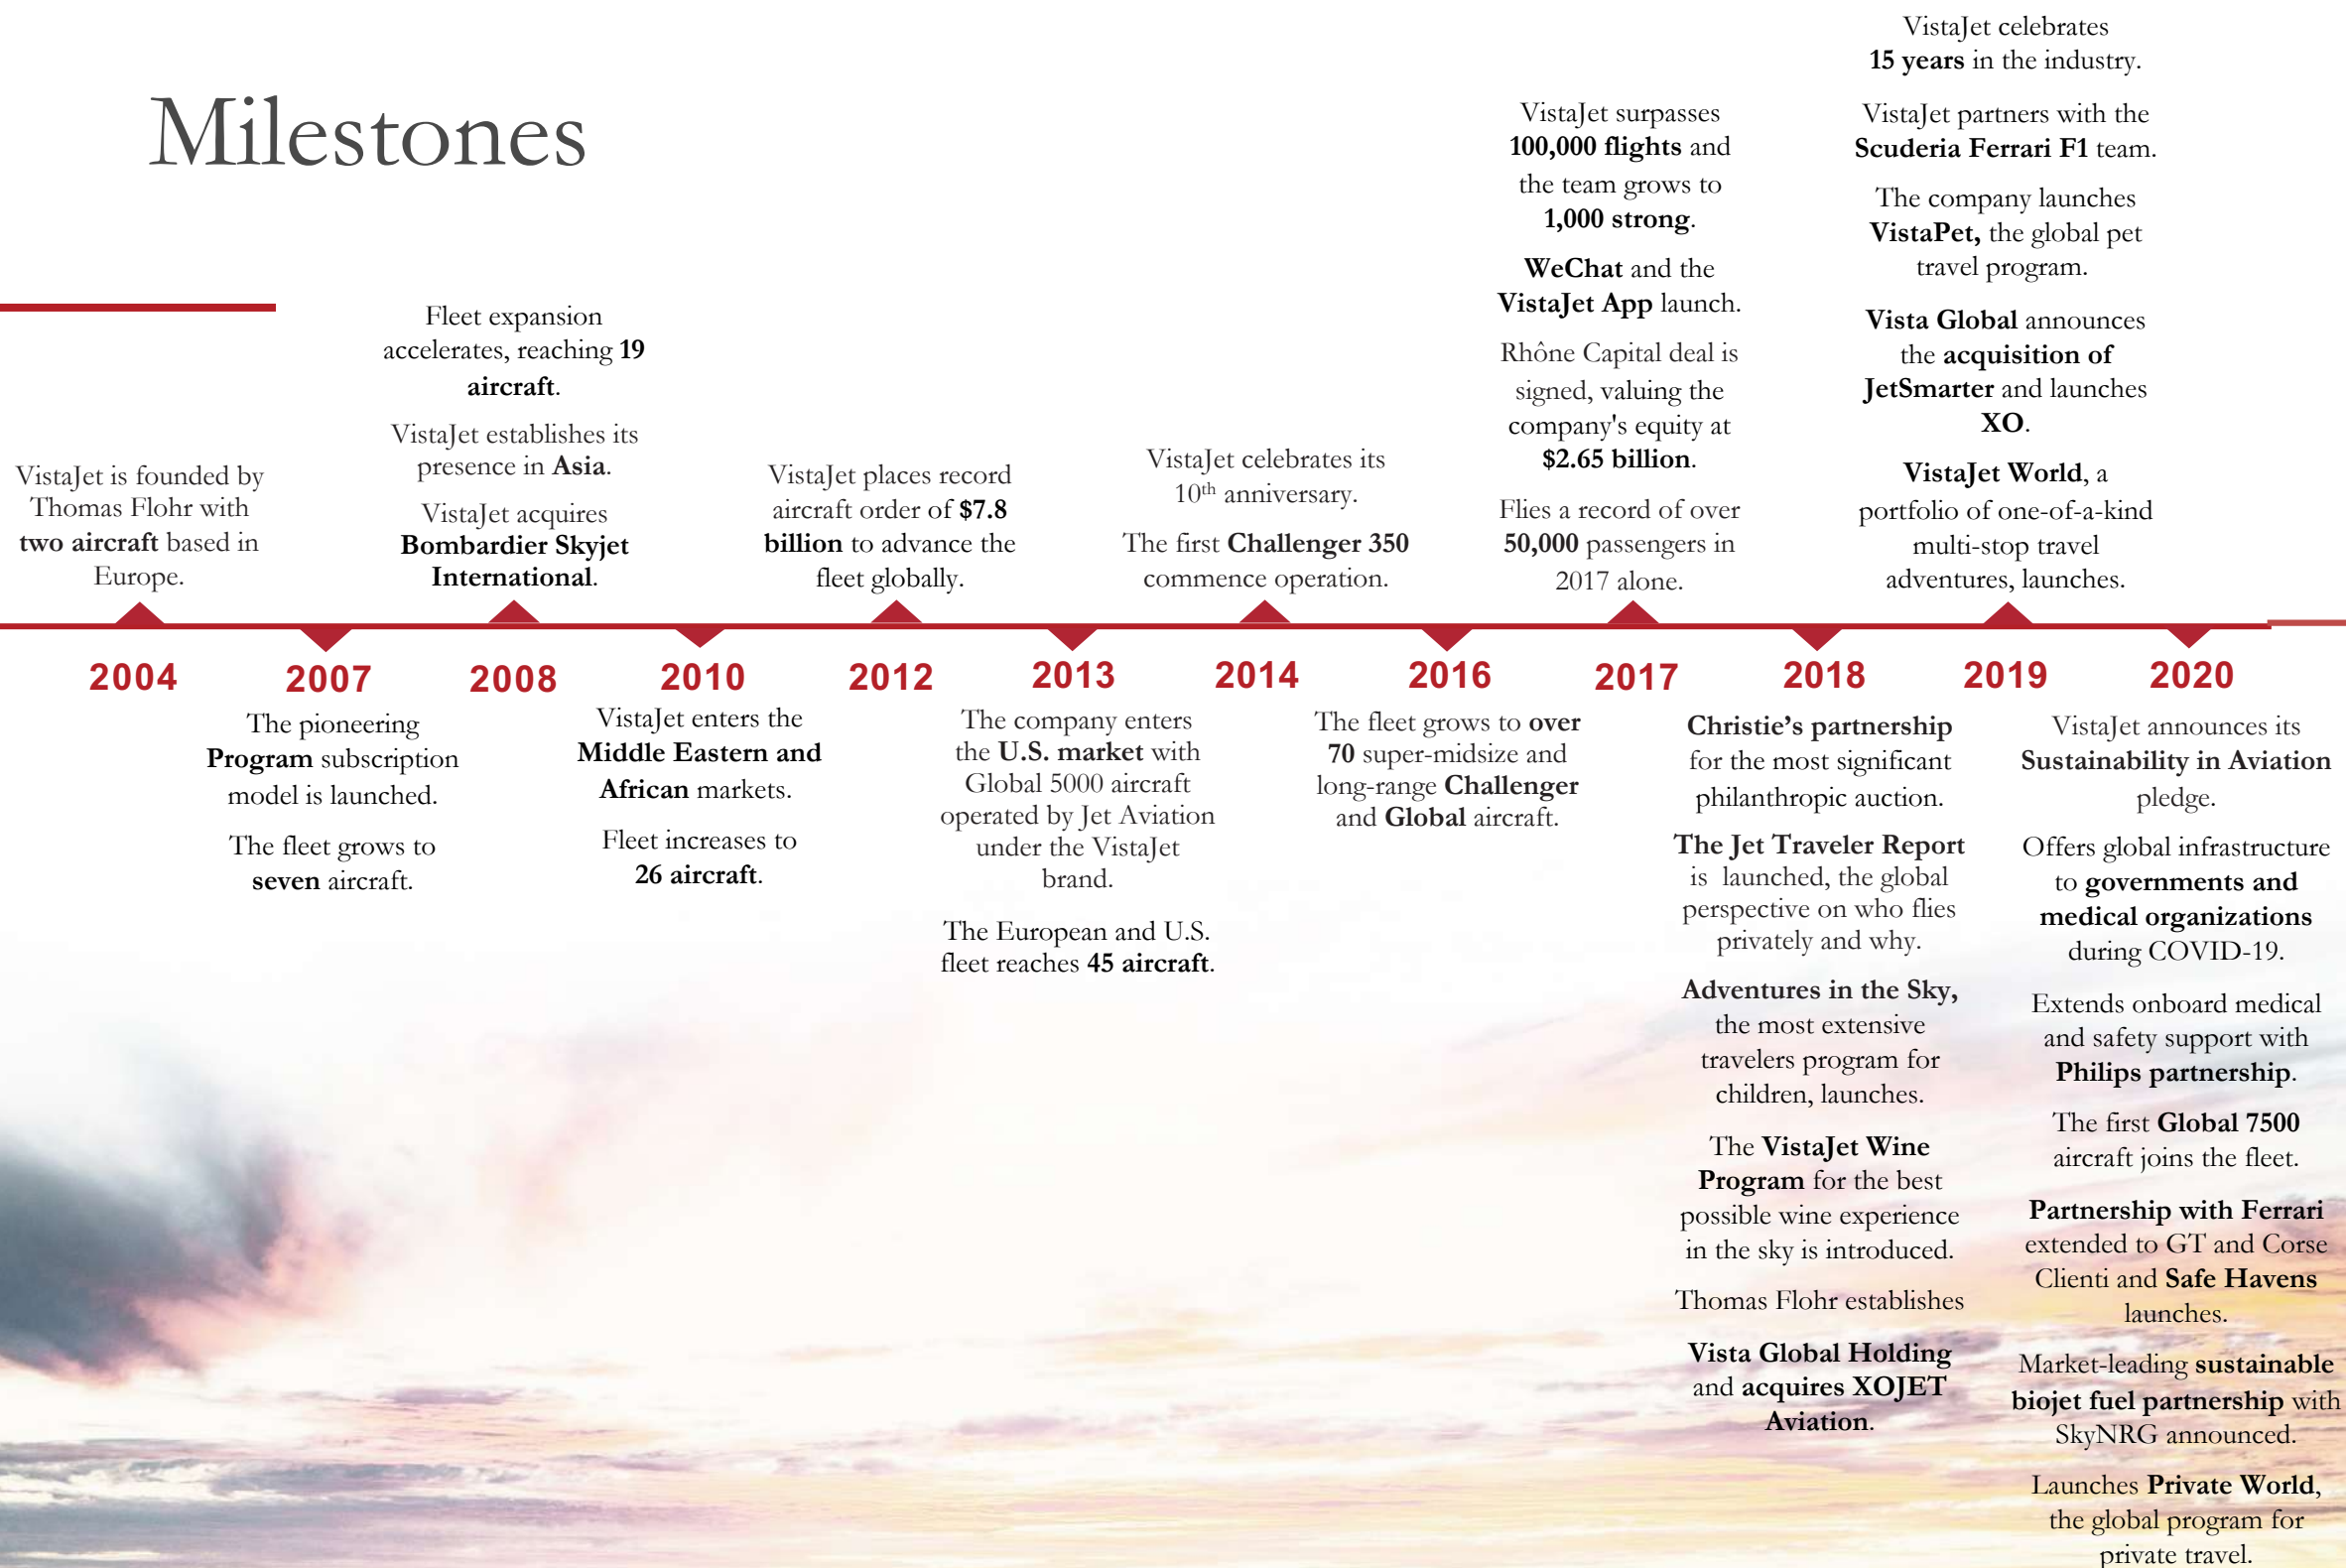 Milestones
VistaJet is founded by
Thomas Flohr with
two aircraft based in
Europe.
2004
2007
The pioneering
Program subscription
model is launched.
The fleet grows to
seven aircraft.
Fleet expansion
accelerates, reaching 19
aircraft.
VistaJet establishes its
presence in Asia.
VistaJet acquires
Bombardier Skyjet
International.
2008
2010
VistaJet enters the
Middle Eastern and
African markets.
Fleet increases to
26 aircraft.
VistaJet places record
aircraft order of $7.8
billion to advance the
fleet globally.
2012
2013
The company enters
the U.S. market with
Global 5000 aircraft
operated by Jet Aviation
under the VistaJet
brand.
The European and U.S.
fleet reaches 45 aircraft.
VistaJet celebrates its
10th anniversary.
The first Challenger 350
commence operation.
2014
2016
The fleet grows to over
70 super-midsize and
long-range Challenger
and Global aircraft.
VistaJet surpasses
100,000 flights and
the team grows to
1,000 strong.
WeChat and the
VistaJet App launch.
Rhône Capital deal is
signed, valuing the
company's equity at
$2.65 billion.
Flies a record of over
50,000 passengers in
2017 alone.
2017
2018
Christie’s partnership
for the most significant
philanthropic auction.
The Jet Traveler Report
is launched, the global
perspective on who flies
privately and why.
Adventures in the Sky,
the most extensive
travelers program for
children, launches.
The VistaJet Wine
Program for the best
possible wine experience
in the sky is introduced.
Thomas Flohr establishes
Vista Global Holding
and acquires XOJET
Aviation.
VistaJet celebrates
15 years in the industry.
VistaJet partners with the
Scuderia Ferrari F1 team.
The company launches
VistaPet, the global pet
travel program.
Vista Global announces
the acquisition of
JetSmarter and launches
XO.
VistaJet World, a
portfolio of one-of-a-kind
multi-stop travel
adventures, launches.
2019
2020
VistaJet announces its
Sustainability in Aviation
pledge.
Offers global infrastructure
to governments and
medical organizations
during COVID-19.
Extends onboard medical
and safety support with
Philips partnership.
The first Global 7500
aircraft joins the fleet.
Partnership with Ferrari
extended to GT and Corse
Clienti and Safe Havens
launches.
Market-leading sustainable
biojet fuel partnership with
SkyNRG announced.
Launches Private World,
the global program for
private travel.